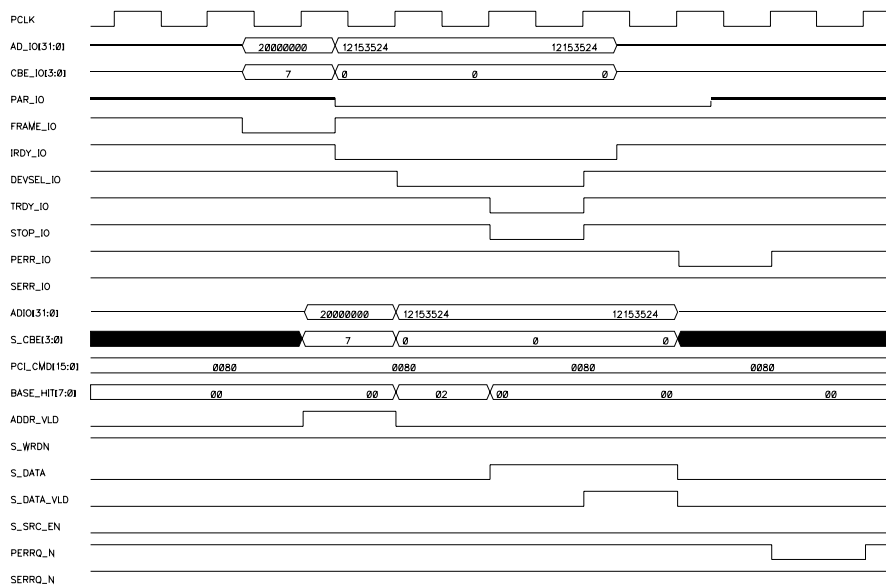 PCLK
AD_IO[31:0] 20000000 12153524 12153524
CBE_IO[3:0] 7 0 0 0
PAR_IO
FRAME_IO
IRDY_IO
DEVSEL_IO
TRDY_IO
STOP_IO
PERR_IO
SERR_IO
ADIO[31:0] 20000000 12153524 12153524
S_CBE[3:0] 7 0 0 0
PCI_CMD[15:0] 0080 0080 0080 0080
BASE_HIT[7:0] 00 00 02 00 00 00
ADDR_VLD
S_WRDN
S_DATA
S_DATA_VLD
S_SRC_EN
PERRQ_N
SERRQ_N